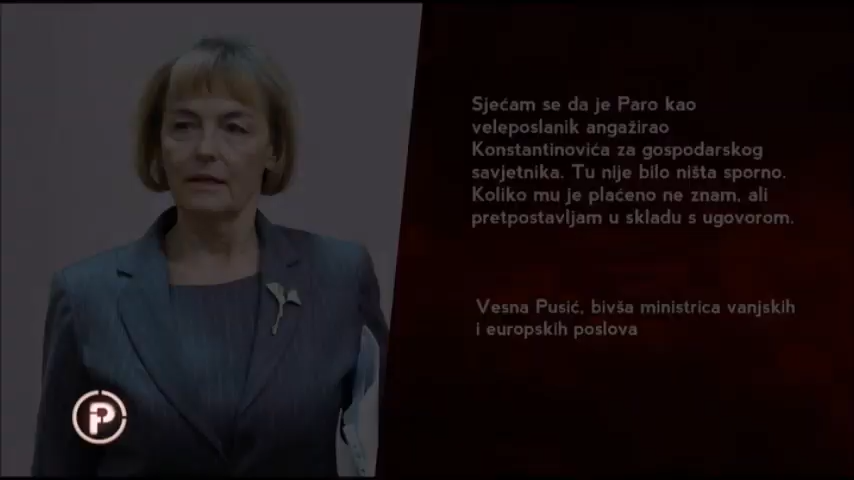 Sjećam se da je Paro kao
veleposlanik angažirao
Konstantinovića za gospodarskog
savjetnika. Tu nije bilo ništa sporno.
Koliko mu je plaćeno ne znam, ali
pretpostavljam u skladu s ugovorom.
Vesna Pusić, bivša ministrica vanjskih
i europskih poslova
P